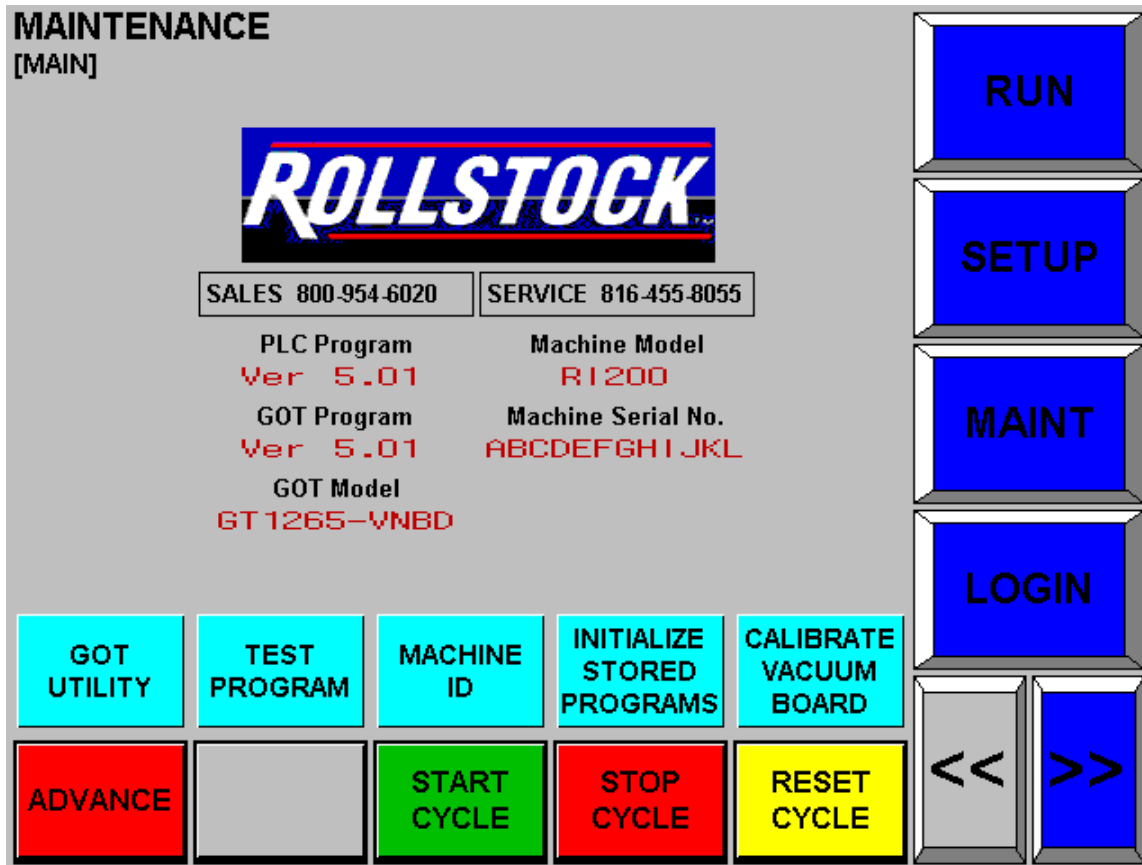 MAINTENANCE
[MAIN]
ROLLSTOCK™
SALES 800-954-6020
SERVICE 816-455-8055
PLC Program
Ver 5.01
Machine Model
RI200
GOT Program
Ver 5.01
Machine Serial No.
ABCDEFGHIJKL
GOT Model
GT1265-VNBD
GOT
UTILITY
TEST
PROGRAM
MACHINE
ID
INITIALIZE
STORED
PROGRAMS
CALIBRATE
VACUUM
BOARD
ADVANCE
START
CYCLE
STOP
CYCLE
RESET
CYCLE
RUN
SETUP
MAINT
LOGIN
<<
>>